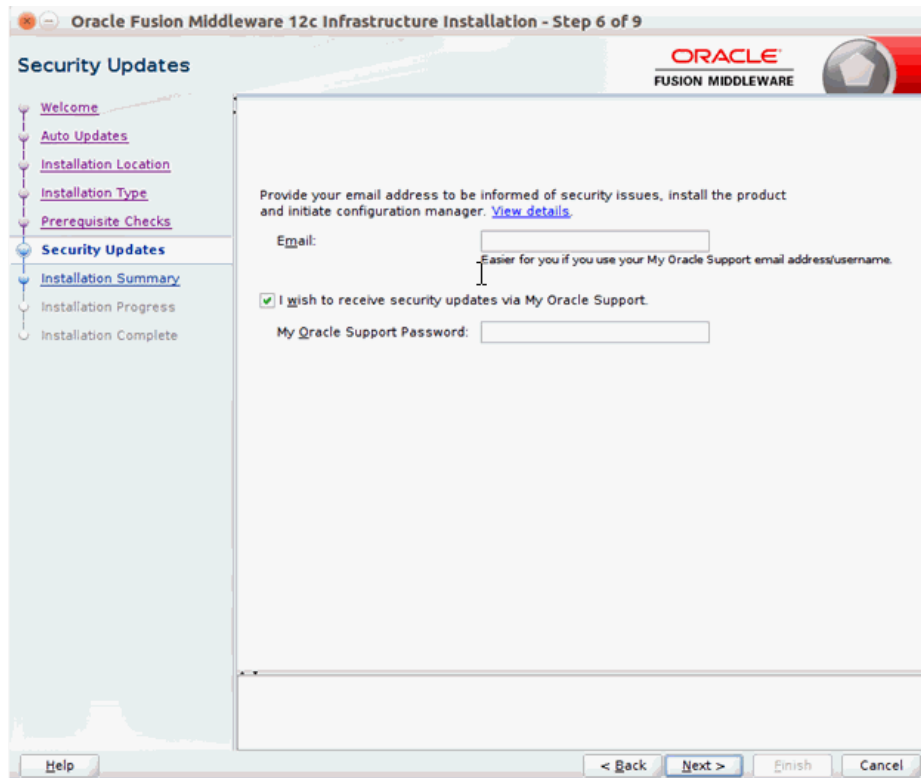 Oracle Fusion Middleware 12c Infrastructure Installation - Step 6 of 9
Security Updates
ORACLE
FUSION MIDDLEWARE
Welcome
Auto Updates
Installation Location
Installation Type
Prerequisite Checks
Security Updates
Installation Summary
Installation Progress
Installation Complete
Provide your email address to be informed of security issues, install the product
and initiate configuration manager. View details.
Email:
Easier for you if you use your My Oracle Support email address/username.
I wish to receive security updates via My Oracle Support.
My Oracle Support Password:
Help
< Back
Next >
Finish
Cancel